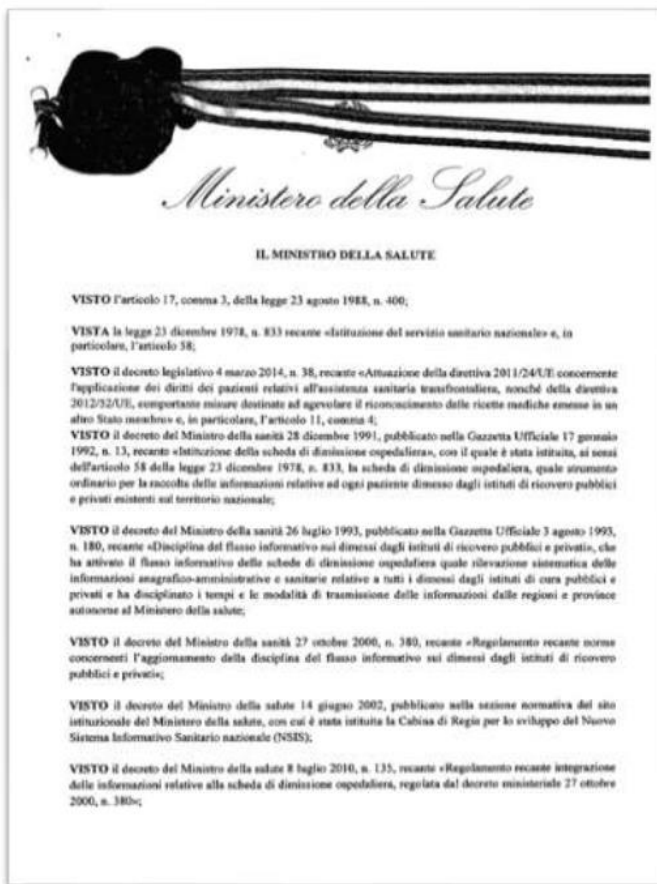 Ministero della Salute
IL MINISTRO DELLA SALUTE
VISTO l'articolo 17, comma 3, della legge 23 agosto 1988, n. 400;
VISTA la legge 23 dicembre 1978, n. 833 recante «Istituzione del servizio sanitario nazionale» e, in
particolare, l'articolo 58;
VISTO il decreto legislativo 4 marzo 2014, n. 38, recante «Attuazione della direttiva 2011/24/UE concernente
l'applicazione dei diritti dei pazienti relativi all'assistenza sanitaria transfrontaliera, nonché della direttiva
2012/52/UE, comportante misure destinate ad agevolare il riconoscimento delle ricette mediche emesse in un
altro Stato membro» e, in particolare, l'articolo 11, comma 4;
VISTO il decreto del Ministro della sanità 28 dicembre 1991, pubblicato nella Gazzetta Ufficiale 17 gennaio
1992, n. 13, recante «Istituzione della scheda di dimissione ospedaliera», con il quale è stata istituita, ai sensi
dell'articolo 58 della legge 23 dicembre 1978, n. 833, la scheda di dimissione ospedaliera, quale strumento
ordinario per la raccolta delle informazioni relative ad ogni paziente dimesso dagli istituti di ricovero pubblici
e privati esistenti sul territorio nazionale;
VISTO il decreto del Ministro della sanità 26 luglio 1993, pubblicato nella Gazzetta Ufficiale 3 agosto 1993,
n. 180, recante «Disciplina del flusso informativo sui dimessi dagli istituti di ricovero pubblici e privati», che
ha attivato il flusso informativo delle schede di dimissione ospedaliera quale rilevazione sistematica delle
informazioni anagrafico-amministrative e sanitarie relative a tutti i dimessi dagli istituti di cura pubblici e
privati e ha disciplinato i tempi e le modalità di trasmissione delle informazioni dalle regioni e province
autonome al Ministero della salute;
VISTO il decreto del Ministro della sanità 27 ottobre 2000, n. 380, recante «Regolamento recante norme
concernenti l'aggiornamento della disciplina del flusso informativo sui dimessi dagli istituti di ricovero
pubblici e privati»;
VISTO il decreto del Ministro della salute 14 giugno 2002, pubblicato nella sezione normativa del sito
istituzionale del Ministero della salute, con cui è stata istituita la Cabina di Regia per lo sviluppo del Nuovo
Sistema Informativo Sanitario nazionale (NSIS);
VISTO il decreto del Ministro della salute 8 luglio 2010, n. 135, recante «Regolamento recante integrazione
delle informazioni relative alla scheda di dimissione ospedaliera, regolata dal decreto ministeriale 27 ottobre
2000, n. 380»;